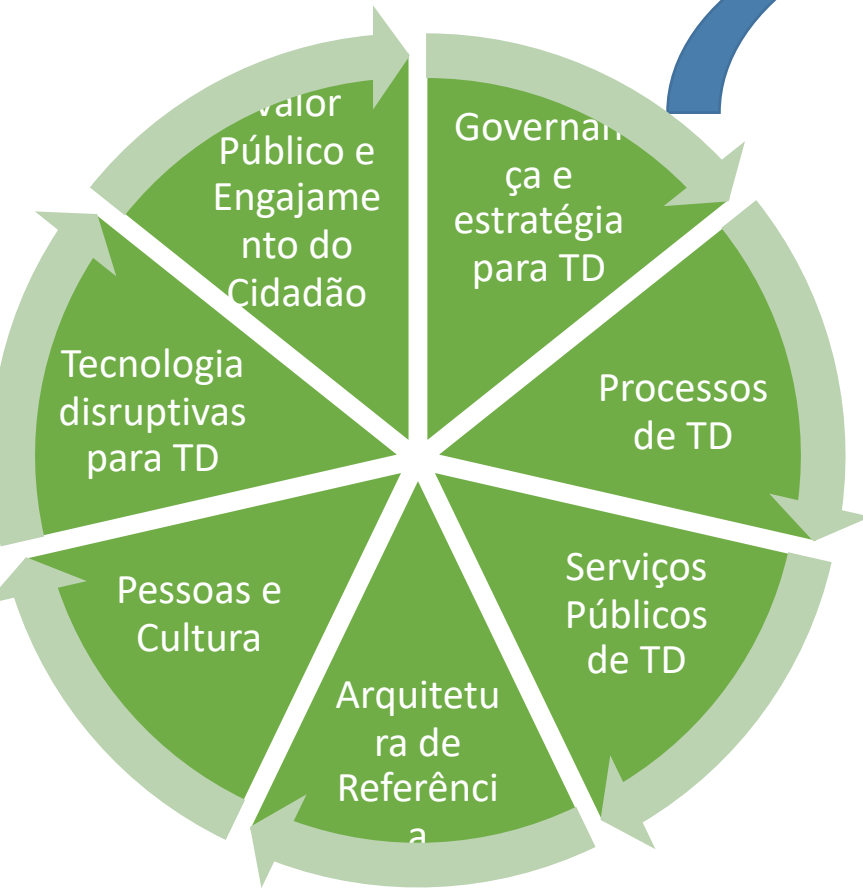 Valor
Público e
Engajame
nto do
Cidadão
Governan
ça e
estratégia
para TD
Processos
de TD
Serviços
Públicos
de TD
Arquitetu
ra de
Referênci
a
Pessoas e
Cultura
Tecnologia
disruptivas
para TD